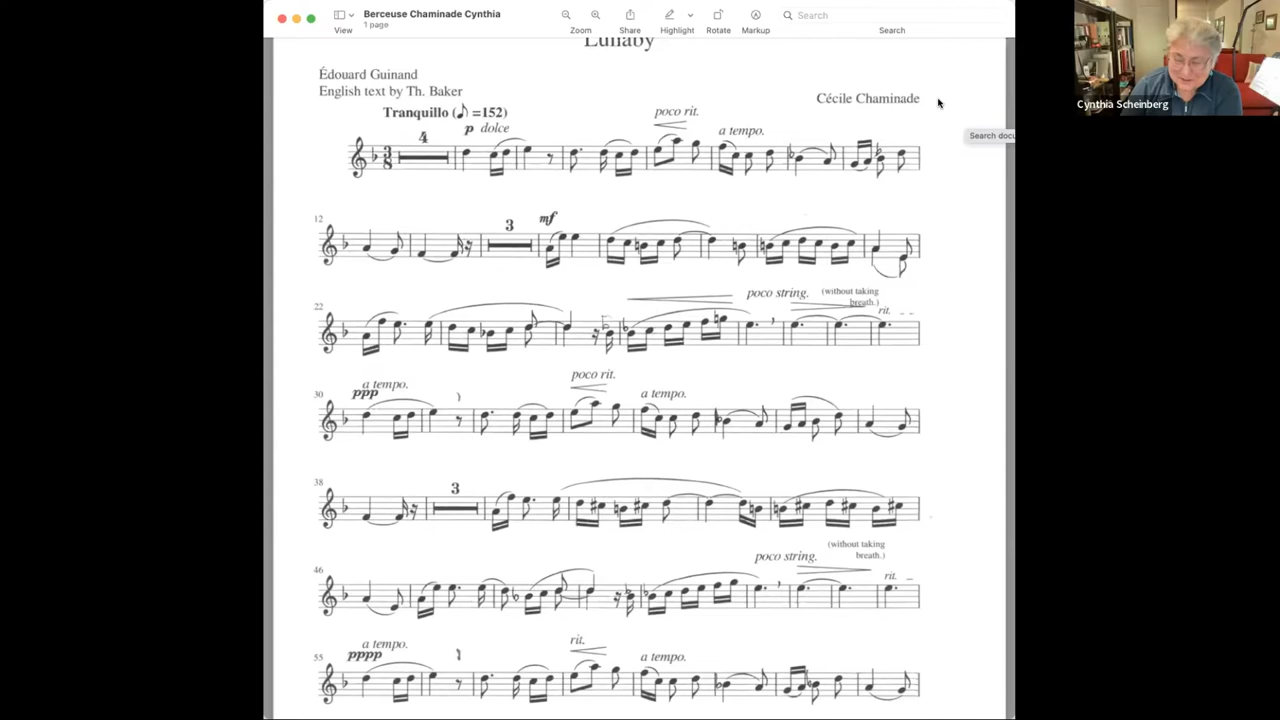 Berceuse Chaminade Cynthia
1 page
View
Zoom
Share
Highlight
Rotate
Markup
Search
Search
Lullaby
Édouard Guinand
English text by Th. Baker
Cécile Chaminade
Search docu
Cynthia Scheinberg
Tranquillo (♪ =152)
poco rit.
4
p dolce
a tempo.
3
8
12
3
mf
22
poco string.
(without taking
breath.)
rit.
30
a tempo.
ppp
poco rit.
a tempo.
38
3
46
poco string.
(without taking
breath.)
rit.
55
a tempo.
pppp
rit.
a tempo.